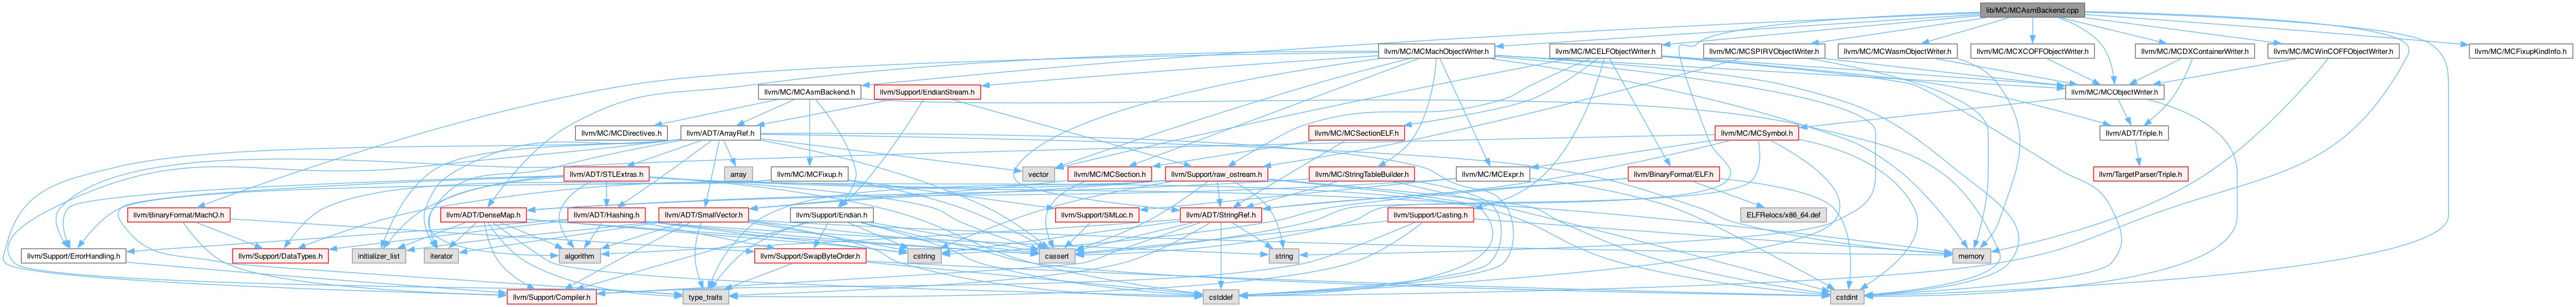 lib/MC/MCAsmBackend.cpp
llvm/MC/MCMachObjectWriter.h
llvm/MC/MCELFObjectWriter.h
llvm/MC/MCSPIRVObjectWriter.h
llvm/MC/MCWasmObjectWriter.h
llvm/MC/MCXCOFFObjectWriter.h
llvm/MC/MCDXContainerWriter.h
llvm/MC/MCWinCOFFObjectWriter.h
llvm/MC/MCFixupKindInfo.h
llvm/MC/MCAsmBackend.h
llvm/Support/EndianStream.h
llvm/MC/MCObjectWriter.h
llvm/MC/MCDirectives.h
llvm/ADT/ArrayRef.h
llvm/MC/MCSectionELF.h
llvm/MC/MCSymbol.h
llvm/ADT/Triple.h
llvm/ADT/STLExtras.h
array
llvm/MC/MCFixup.h
vector
llvm/MC/MCSection.h
llvm/Support/raw_ostream.h
llvm/MC/StringTableBuilder.h
llvm/MC/MCExpr.h
llvm/BinaryFormat/ELF.h
llvm/TargetParser/Triple.h
llvm/BinaryFormat/MachO.h
llvm/ADT/DenseMap.h
llvm/ADT/Hashing.h
llvm/ADT/SmallVector.h
llvm/Support/Endian.h
llvm/Support/SMLoc.h
llvm/ADT/StringRef.h
llvm/Support/Casting.h
ELFRelocs/x86_64.def
llvm/Support/ErrorHandling.h
llvm/Support/DataTypes.h
initializer_list
iterator
algorithm
llvm/Support/SwapByteOrder.h
cstring
cassert
string
memory
llvm/Support/Compiler.h
type_traits
cstddef
cstdint